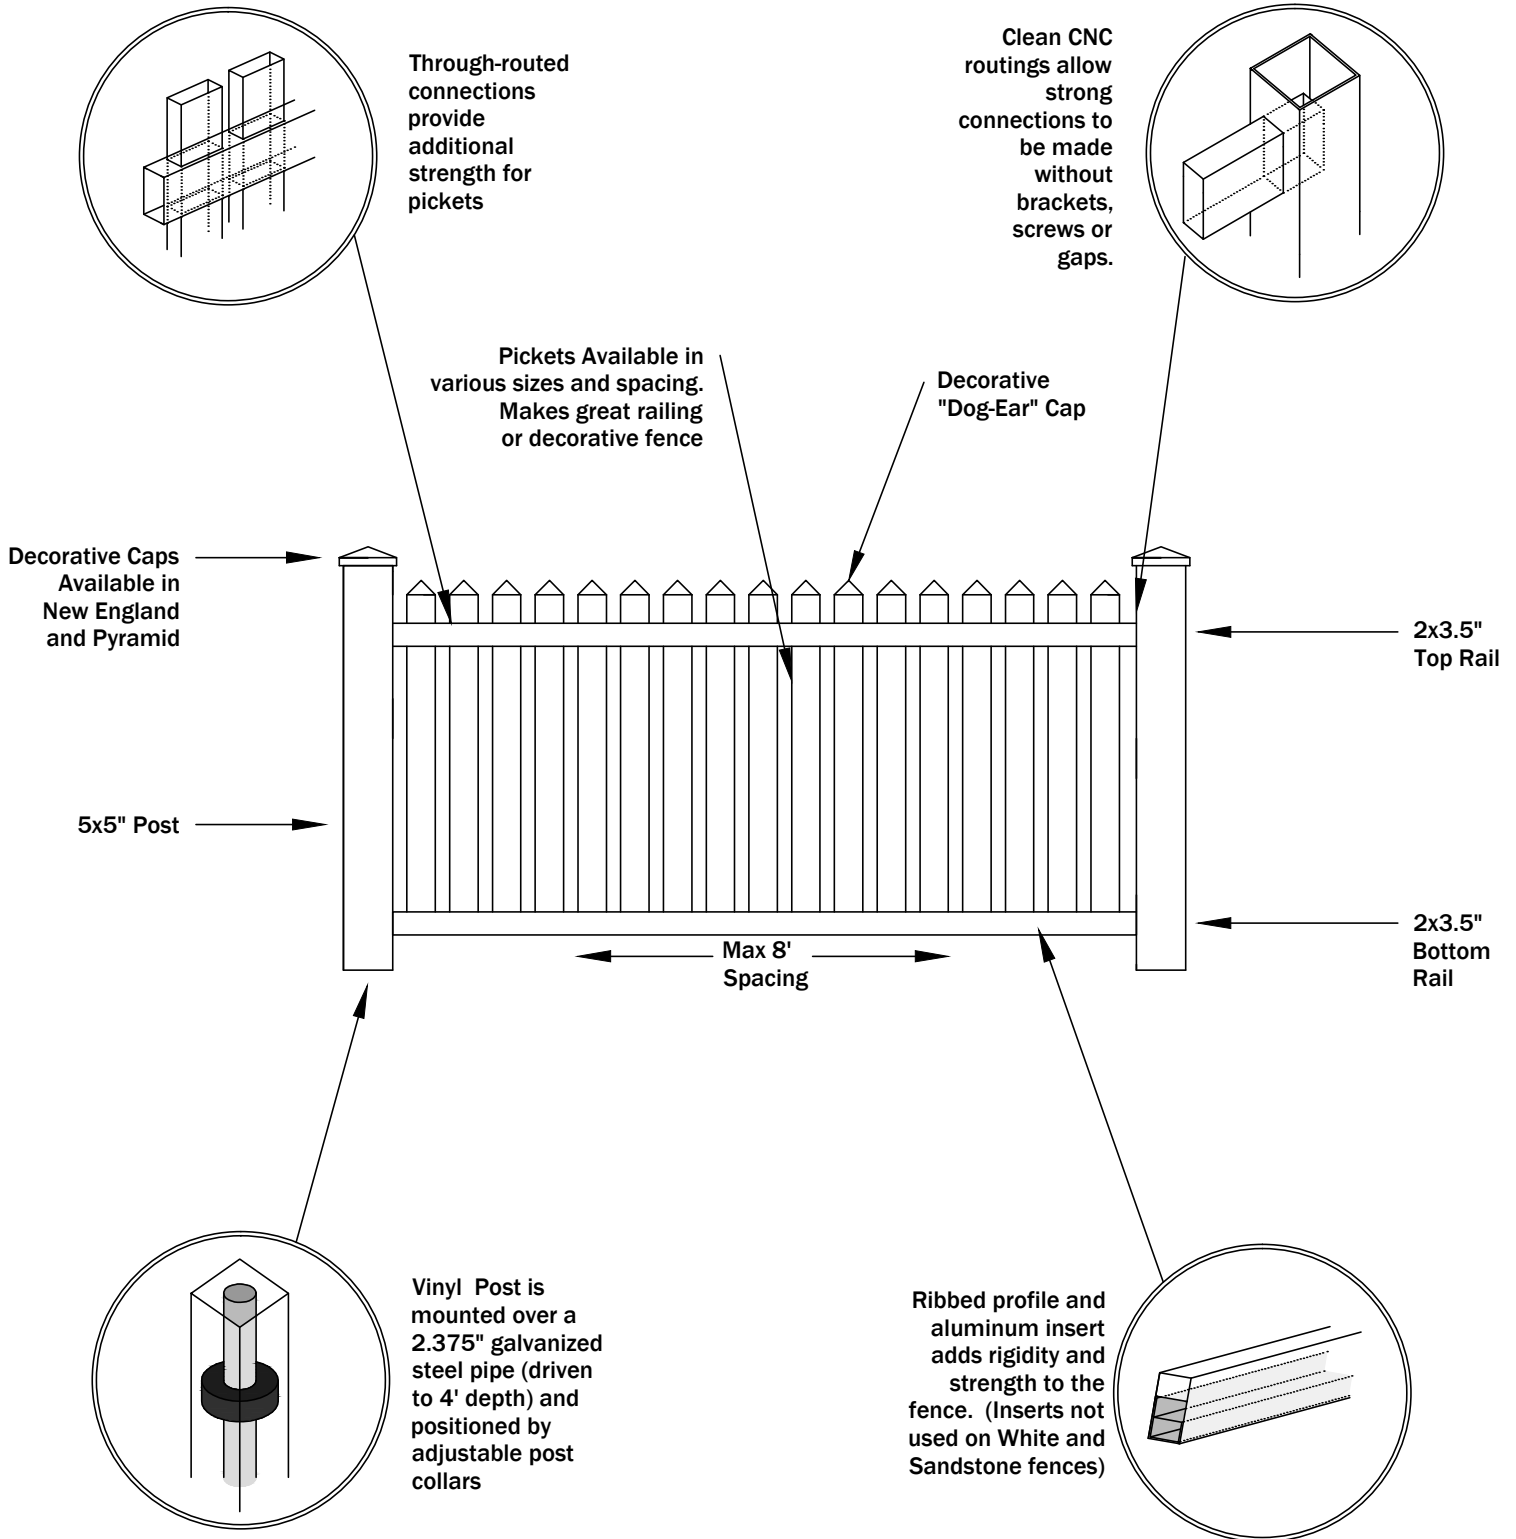 Through-routed
connections
provide
additional
strength for
pickets
Clean CNC
routings allow
strong
connections to
be made
without
brackets,
screws or
gaps.
Pickets Available in
various sizes and spacing.
Makes great railing
or decorative fence
Decorative
"Dog-Ear" Cap
Decorative Caps
Available in
New England
and Pyramid
2x3.5"
Top Rail
5x5" Post
2x3.5"
Bottom
Rail
Max 8'
Spacing
Vinyl  Post is
mounted over a
2.375" galvanized
steel pipe (driven
to 4' depth) and
positioned by
adjustable post
collars
Ribbed profile and
aluminum insert
adds rigidity and
strength to the
fence.  (Inserts not
used on White and
Sandstone fences)